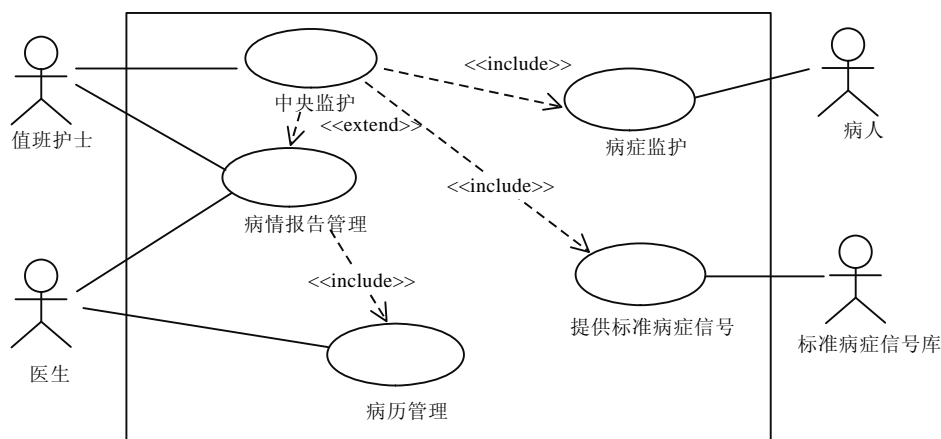 <<include>>
中央监护
<<extend>>
值班护士
病症监护
病人
<<include>>
病情报告管理
<<include>>
提供标准病症信号
标准病症信号库
医生
病历管理